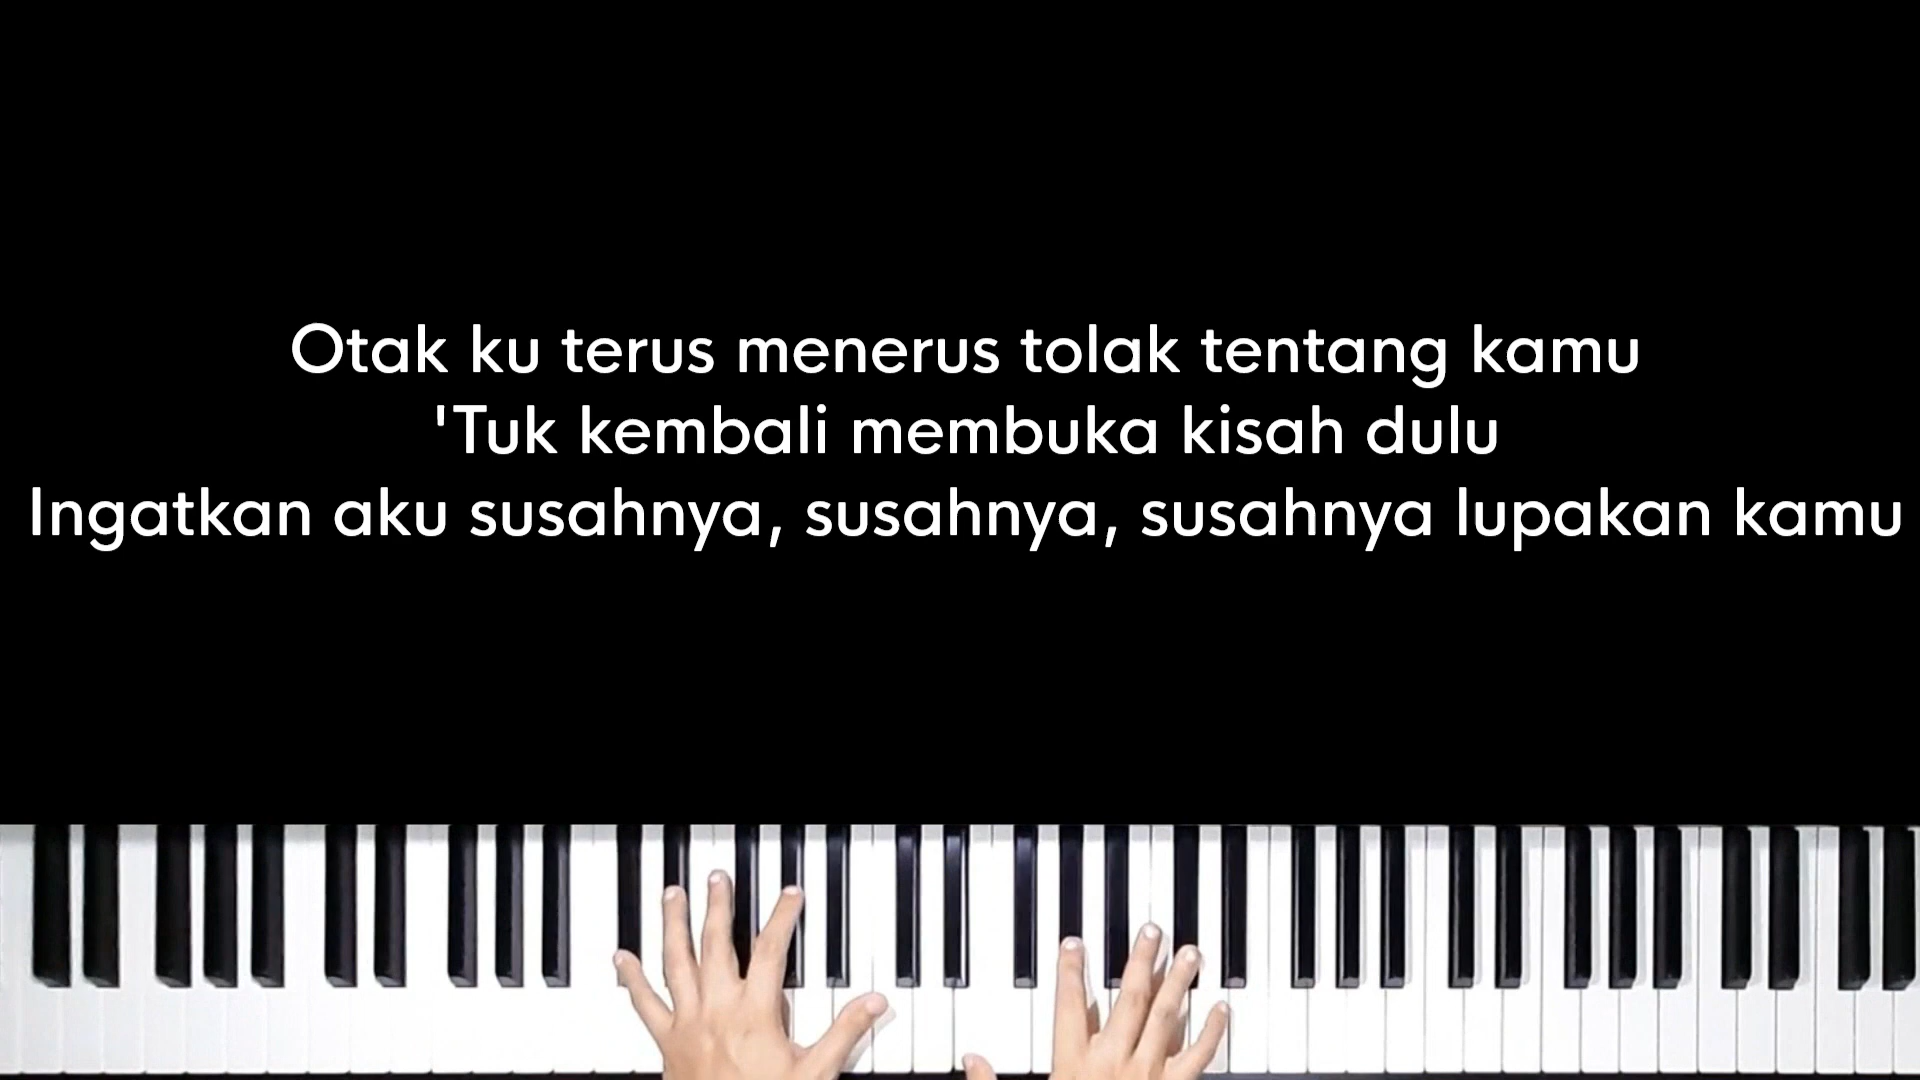 Otak ku terus menerus tolak tentang kamu
'Tuk kembali membuka kisah dulu
Ingatkan aku susahnya, susahnya, susahnya lupakan kamu